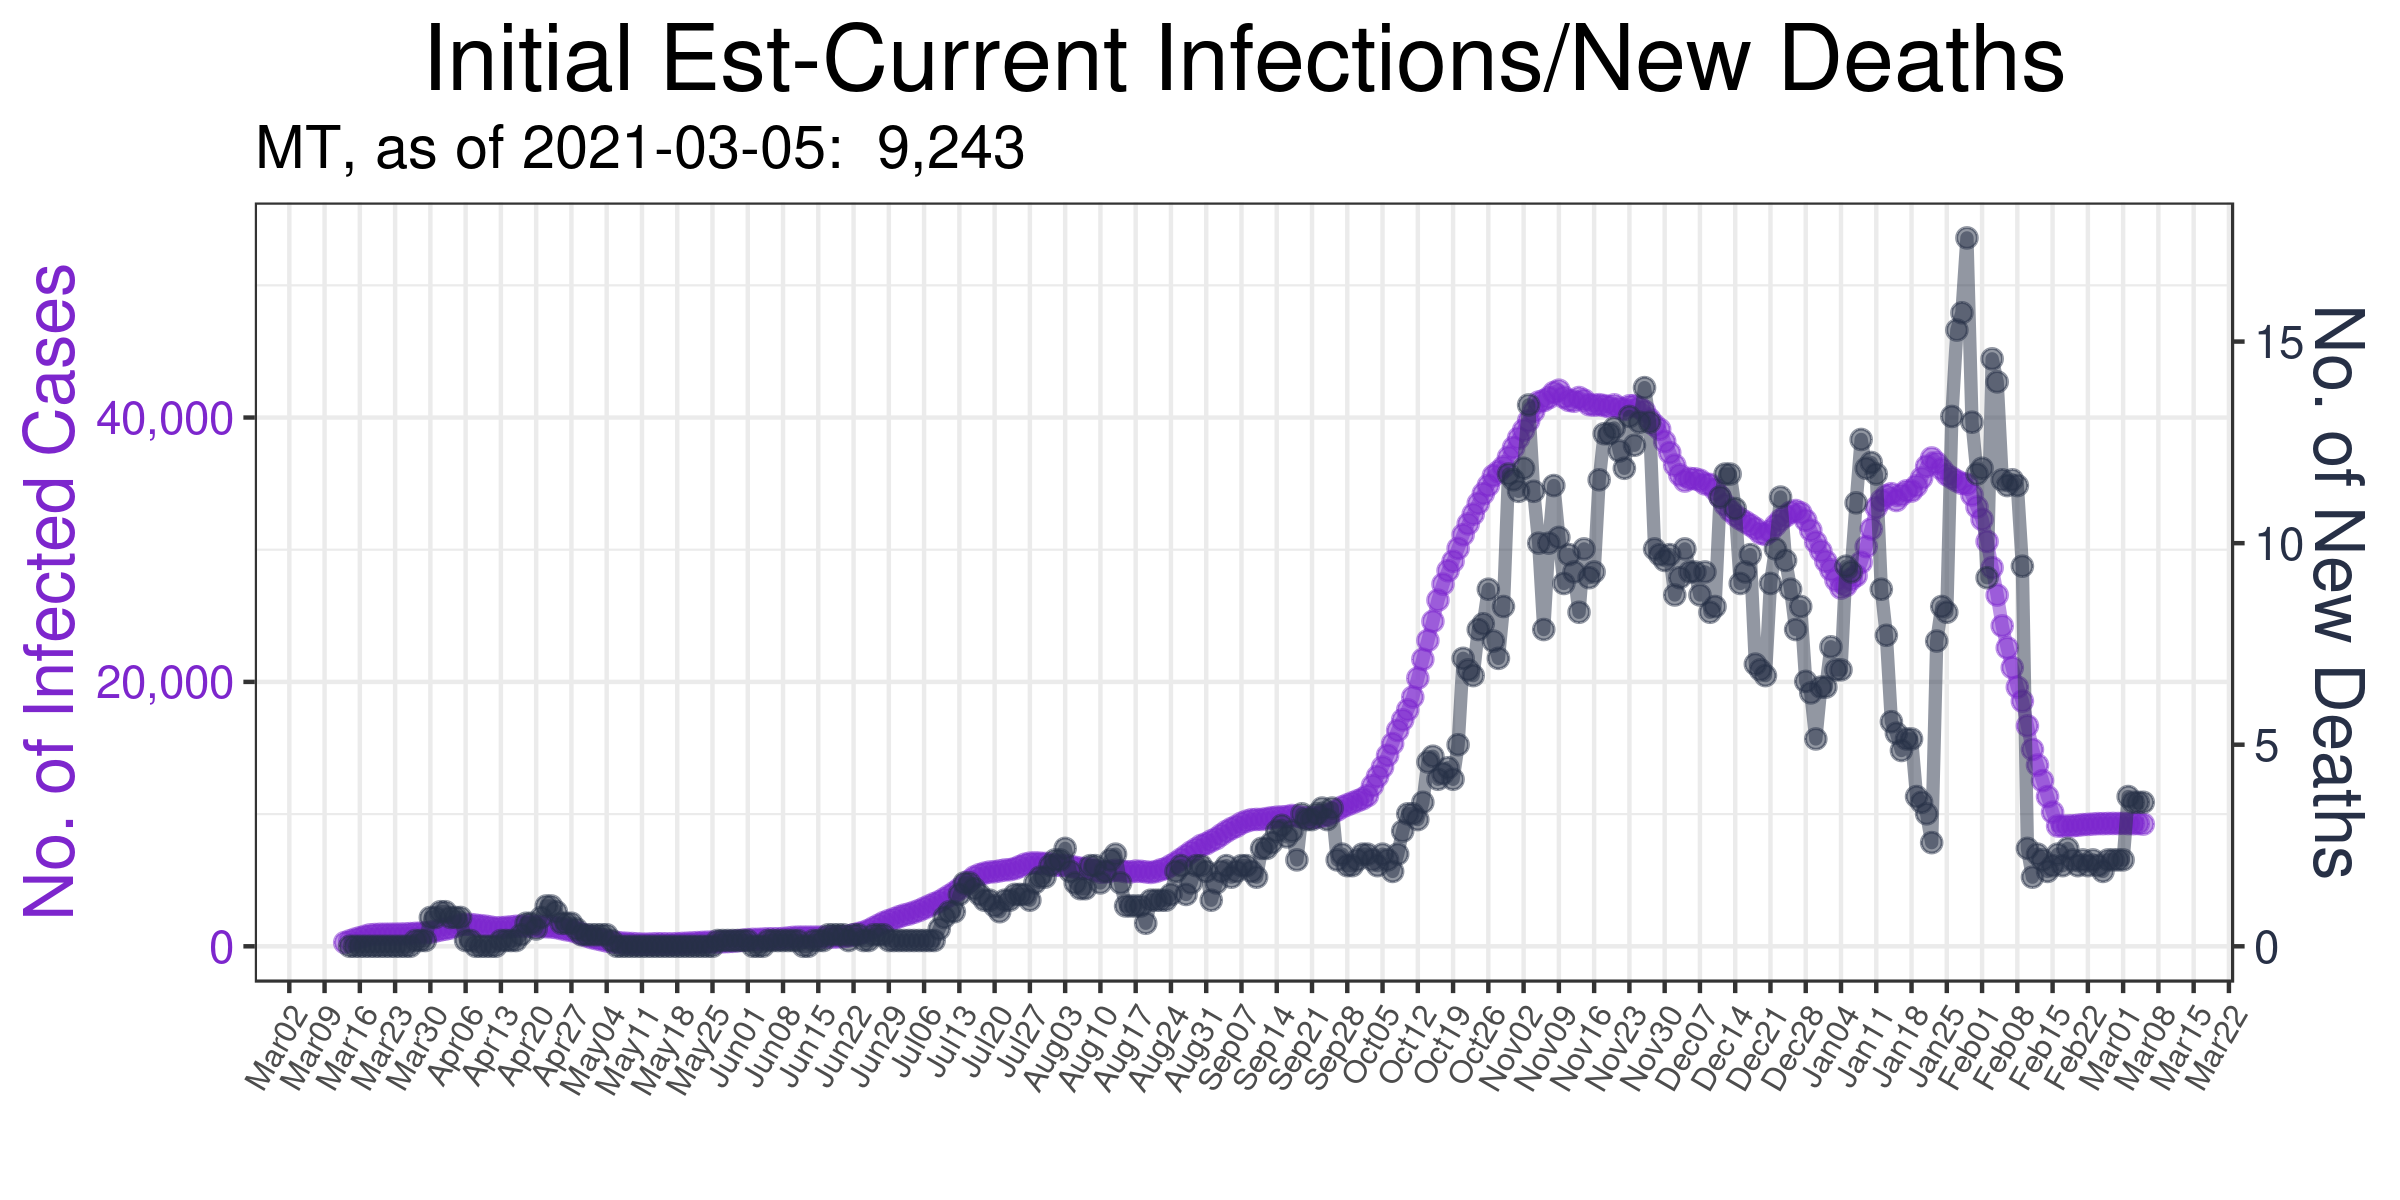 Initial Est-Current Infections/New Deaths
MT, as of 2021-03-05:  9,243
No. of Infected Cases
40,000
20,000
0
15
10
5
0
No. of New Deaths
Mar02 Mar09 Mar16 Mar23 Mar30 Apr06 Apr13 Apr20 Apr27 May04 May11 May18 May25 Jun01 Jun08 Jun15 Jun22 Jun29 Jul06 Jul13 Jul20 Jul27 Aug03 Aug10 Aug17 Aug24 Aug31 Sep07 Sep14 Sep21 Sep28 Oct05 Oct12 Oct19 Oct26 Nov02 Nov09 Nov16 Nov23 Nov30 Dec07 Dec14 Dec21 Dec28 Dec04 Jan11 Jan18 Jan25 Jan25 Feb01 Feb08 Feb15 Feb22 Mar01 Mar08 Mar15 Mar22